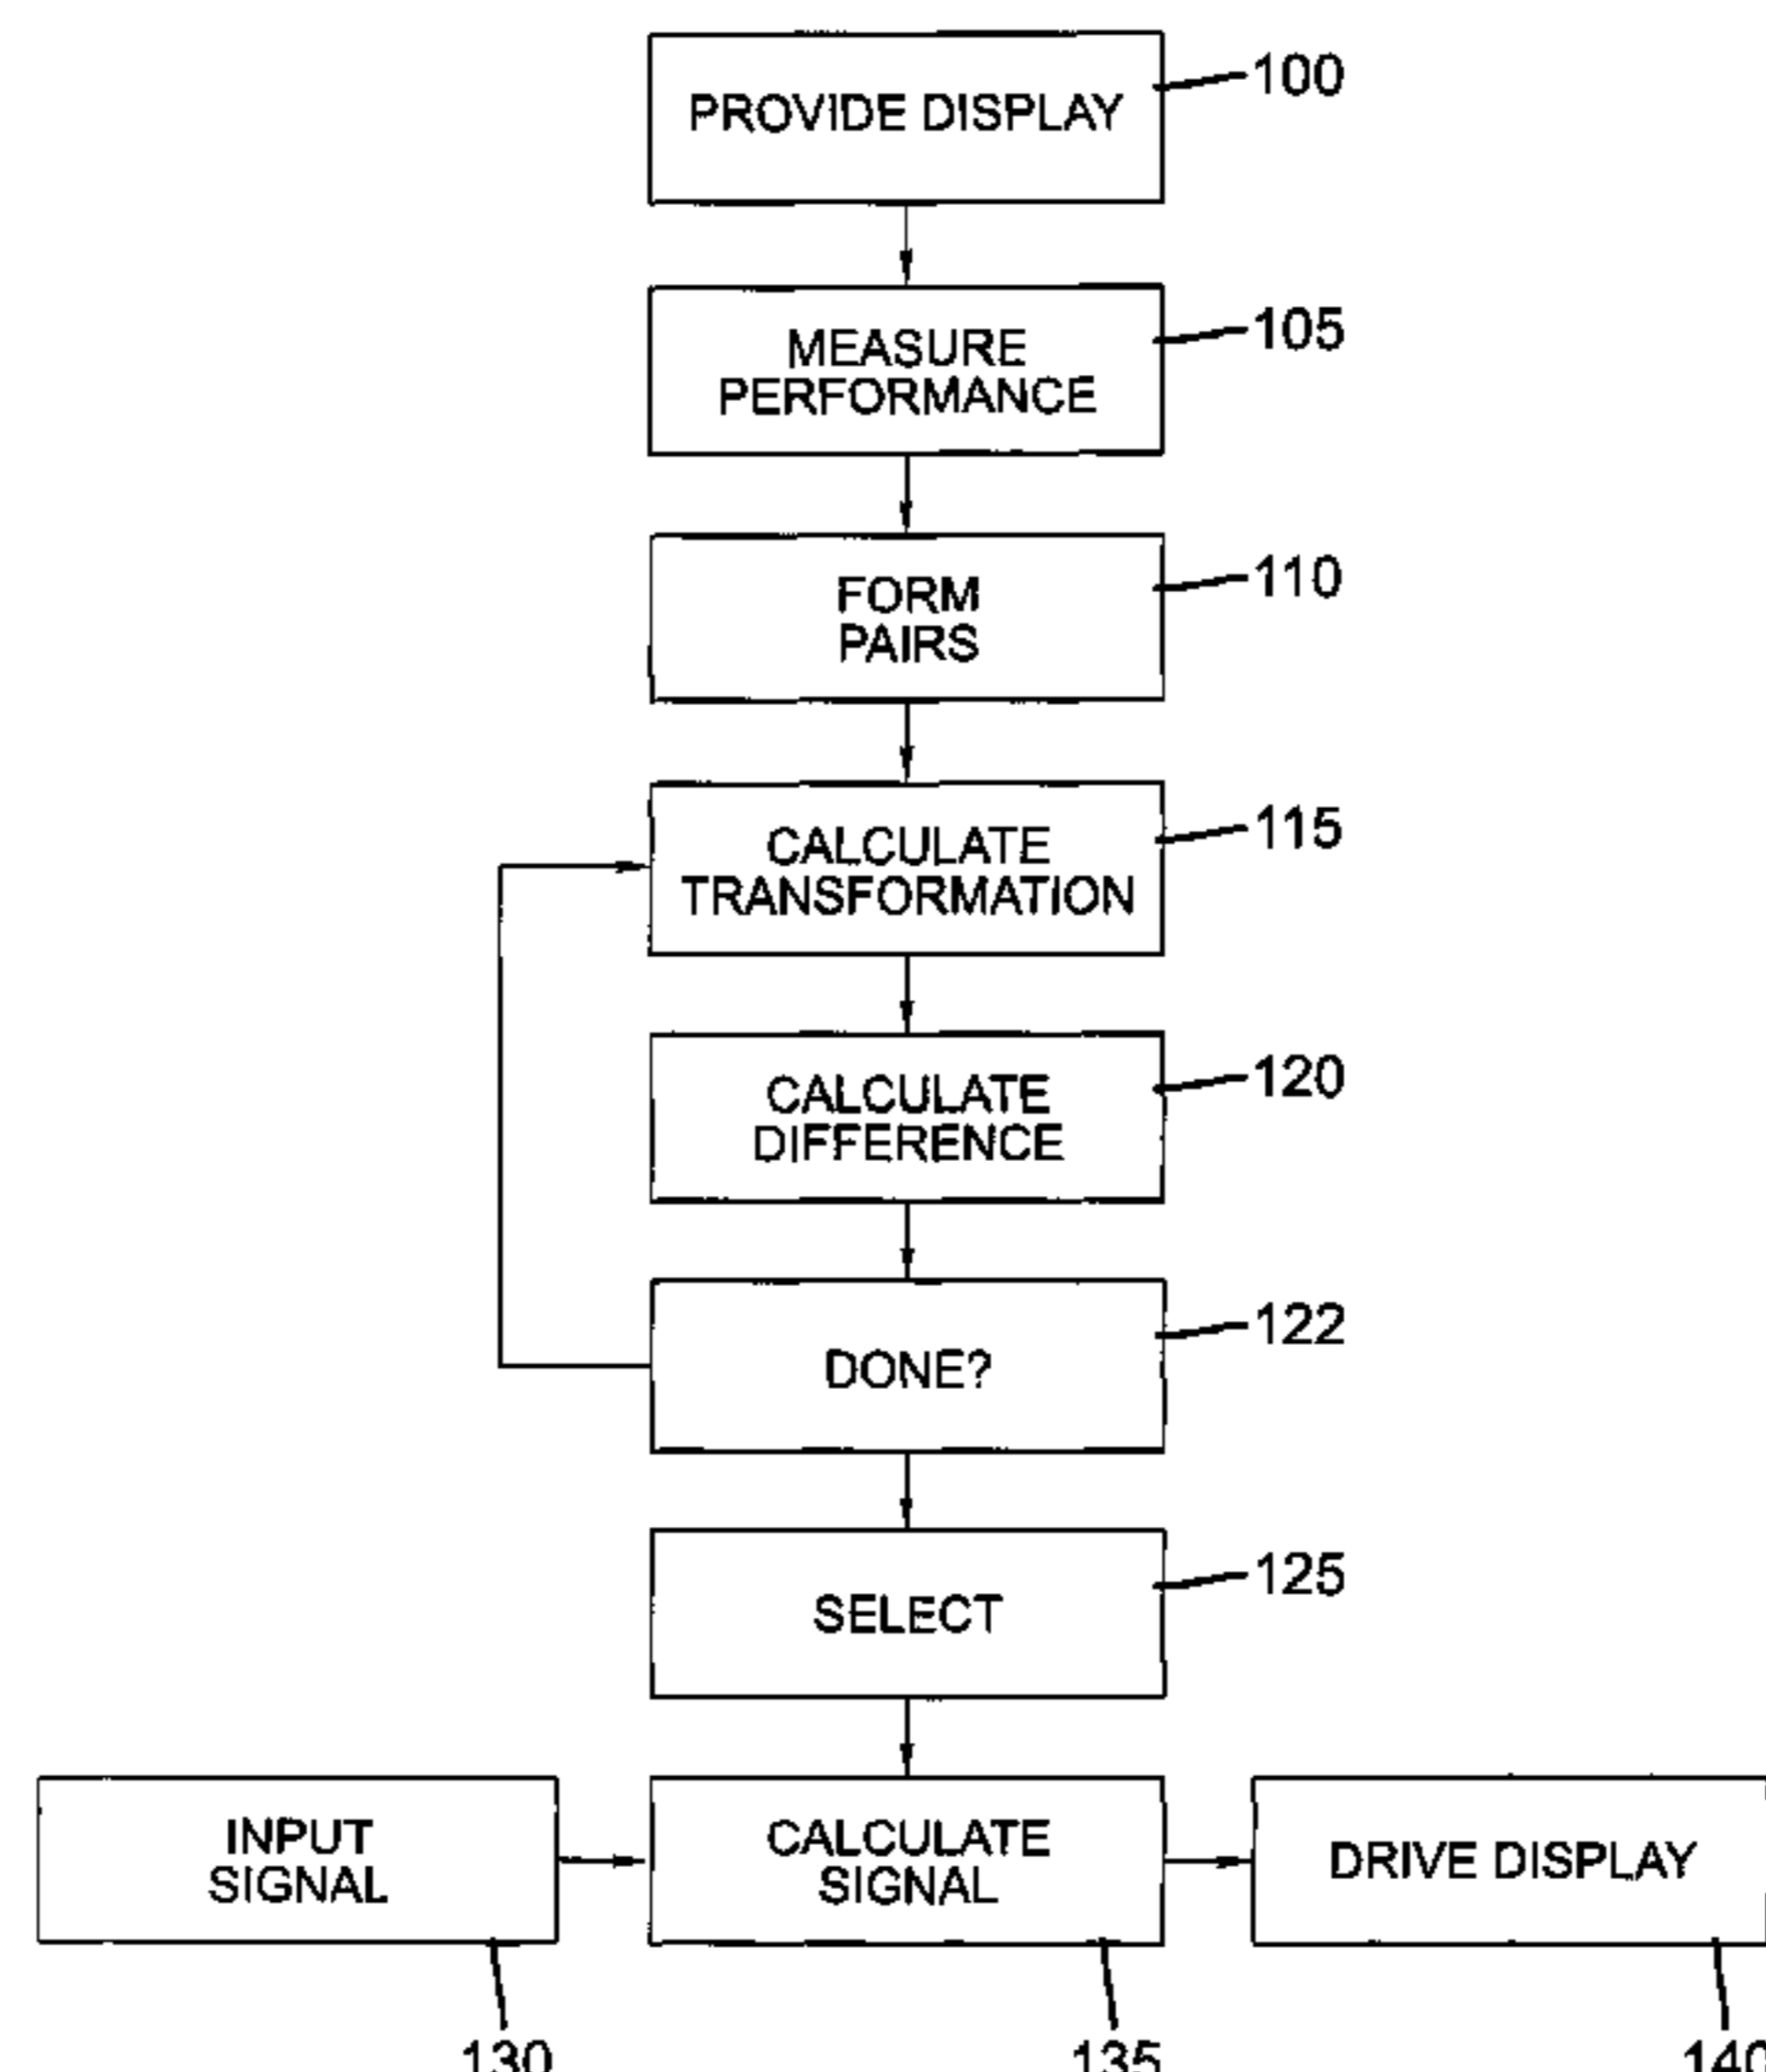 PROVIDE DISPLAY
100
MEASURE
PERFORMANCE
105
FORM
PAIRS
110
CALCULATE
TRANSFORMATION
115
CALCULATE
DIFFERENCE
120
DONE?
122
SELECT
125
INPUT
SIGNAL
CALCULATE
SIGNAL
DRIVE DISPLAY
130
135
140